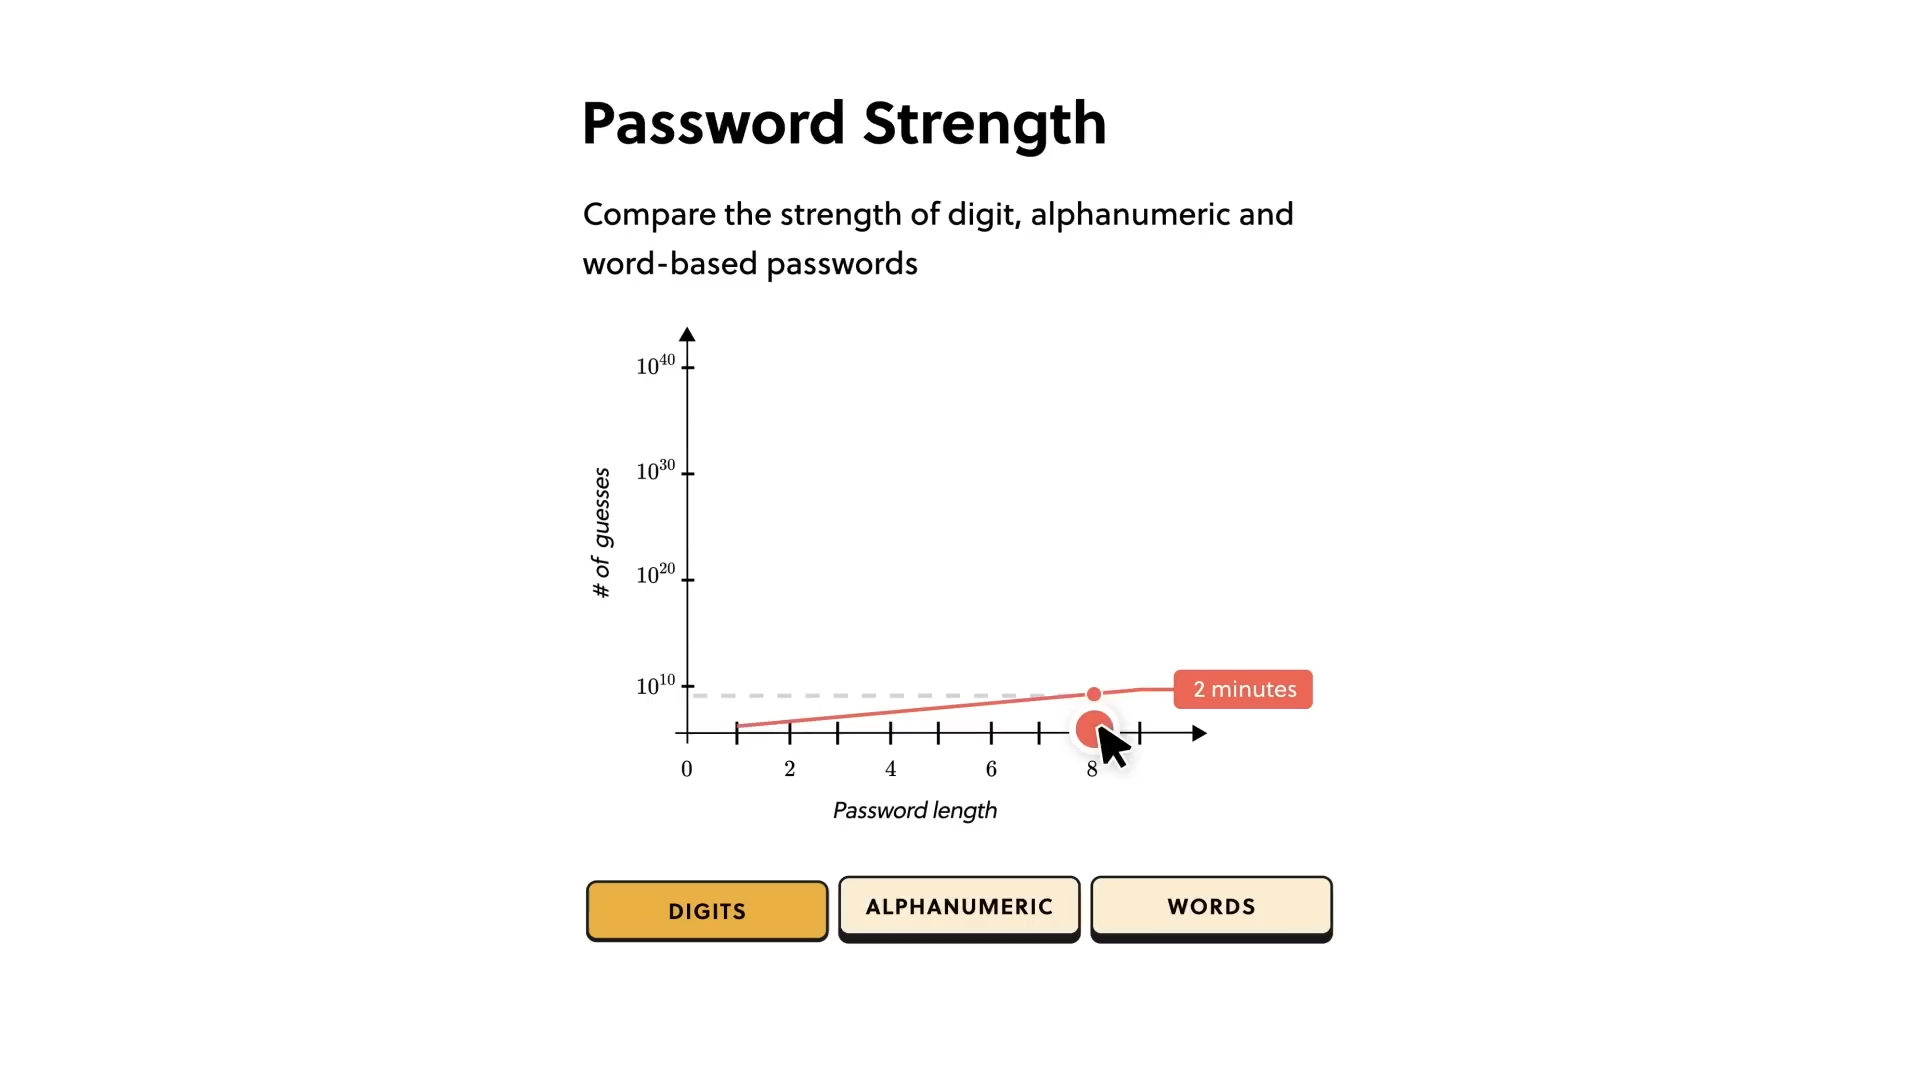 Password Strength
Compare the strength of digit, alphanumeric and
word-based passwords
10^40
10^30
10^20
10^10
# of guesses
2 minutes
0 2 4 6 8
Password length
DIGITS ALPHANUMERIC WORDS